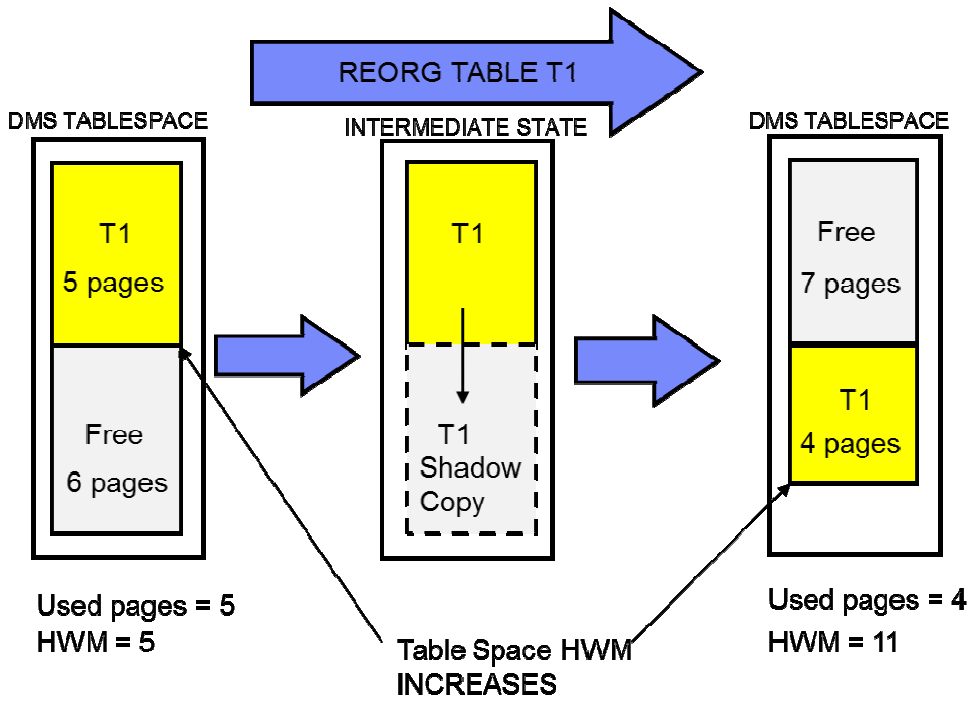 REORG TABLE T1
DMS TABLESPACE
INTERMEDIATE STATE
DMS TABLESPACE
T1
5 pages
Free
6 pages
T1
T1
Shadow
Copy
Free
7 pages
T1
4 pages
Used pages = 5
HWM = 5
Table Space HWM
INCREASES
Used pages = 4
HWM = 11